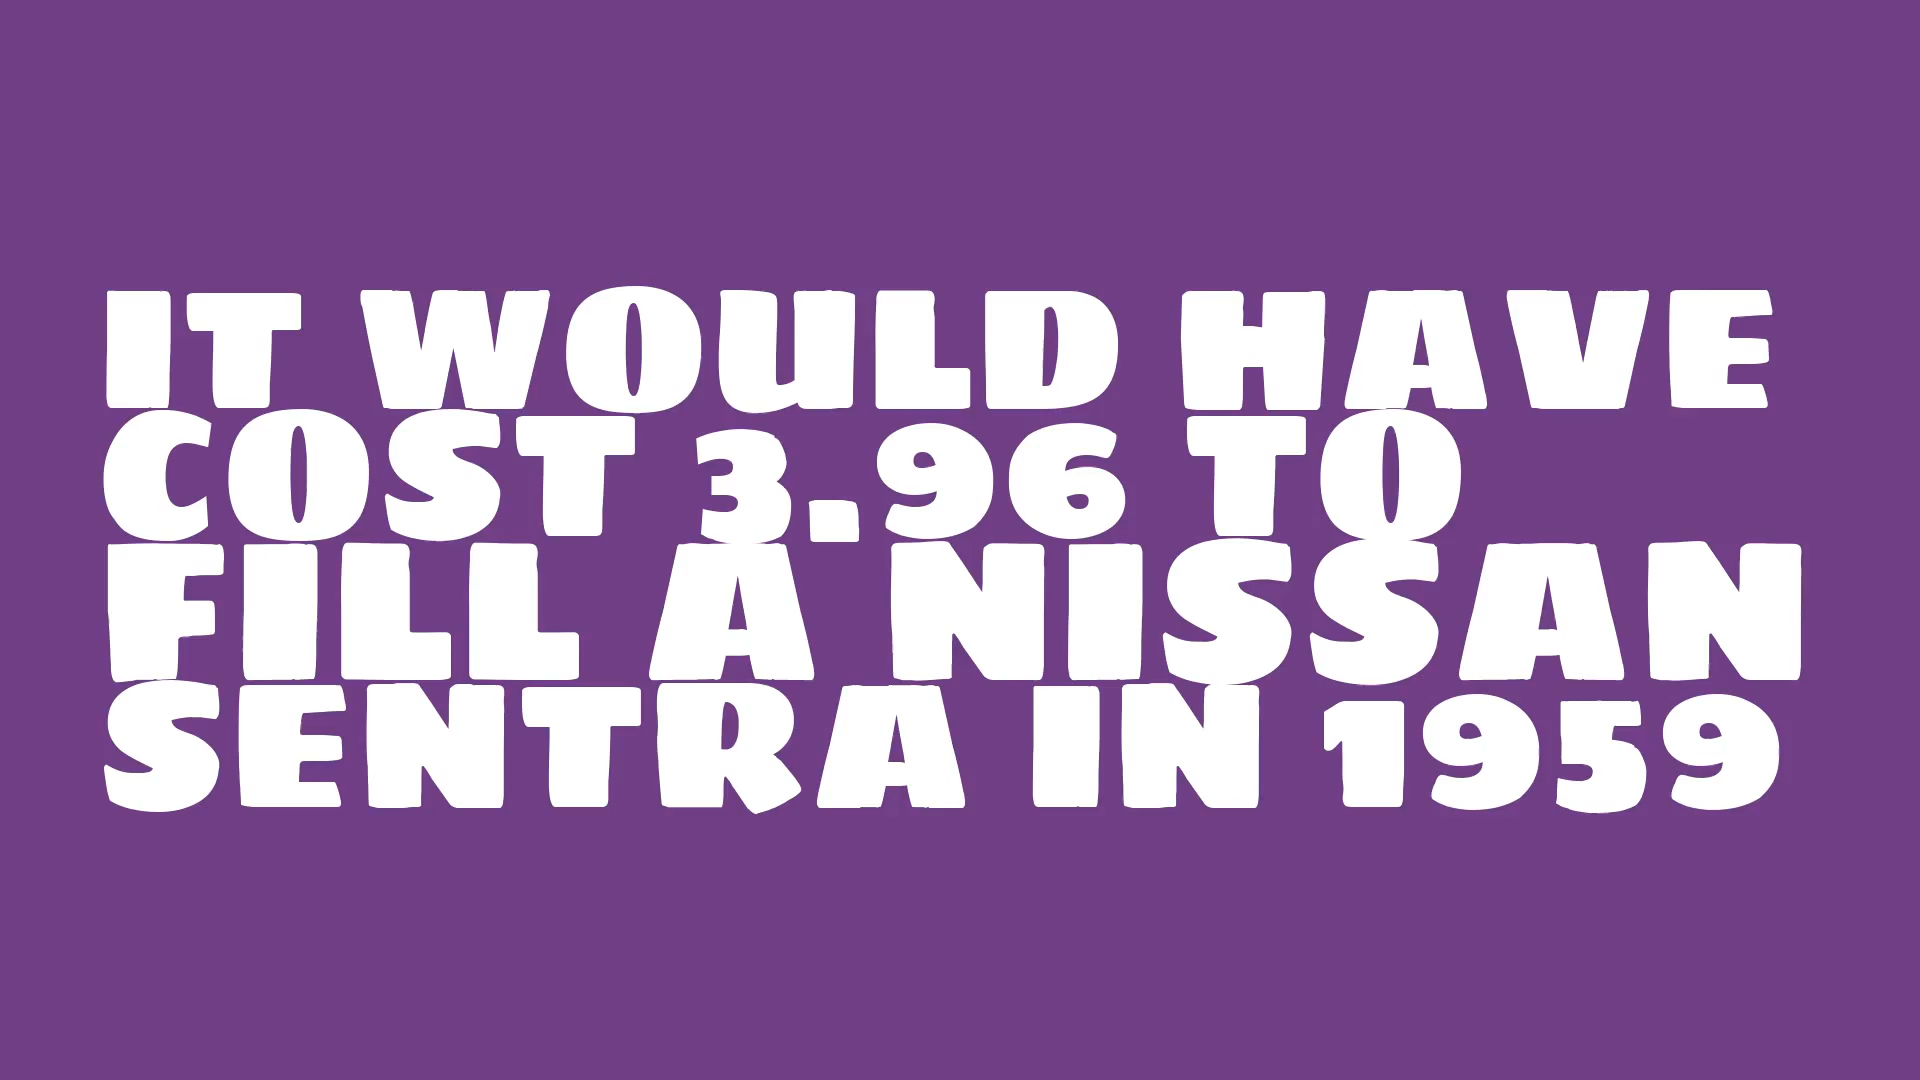 IT WOULD HAVE
COST 3.96 TO
FILL A NISSAN
SENTRA IN 1959